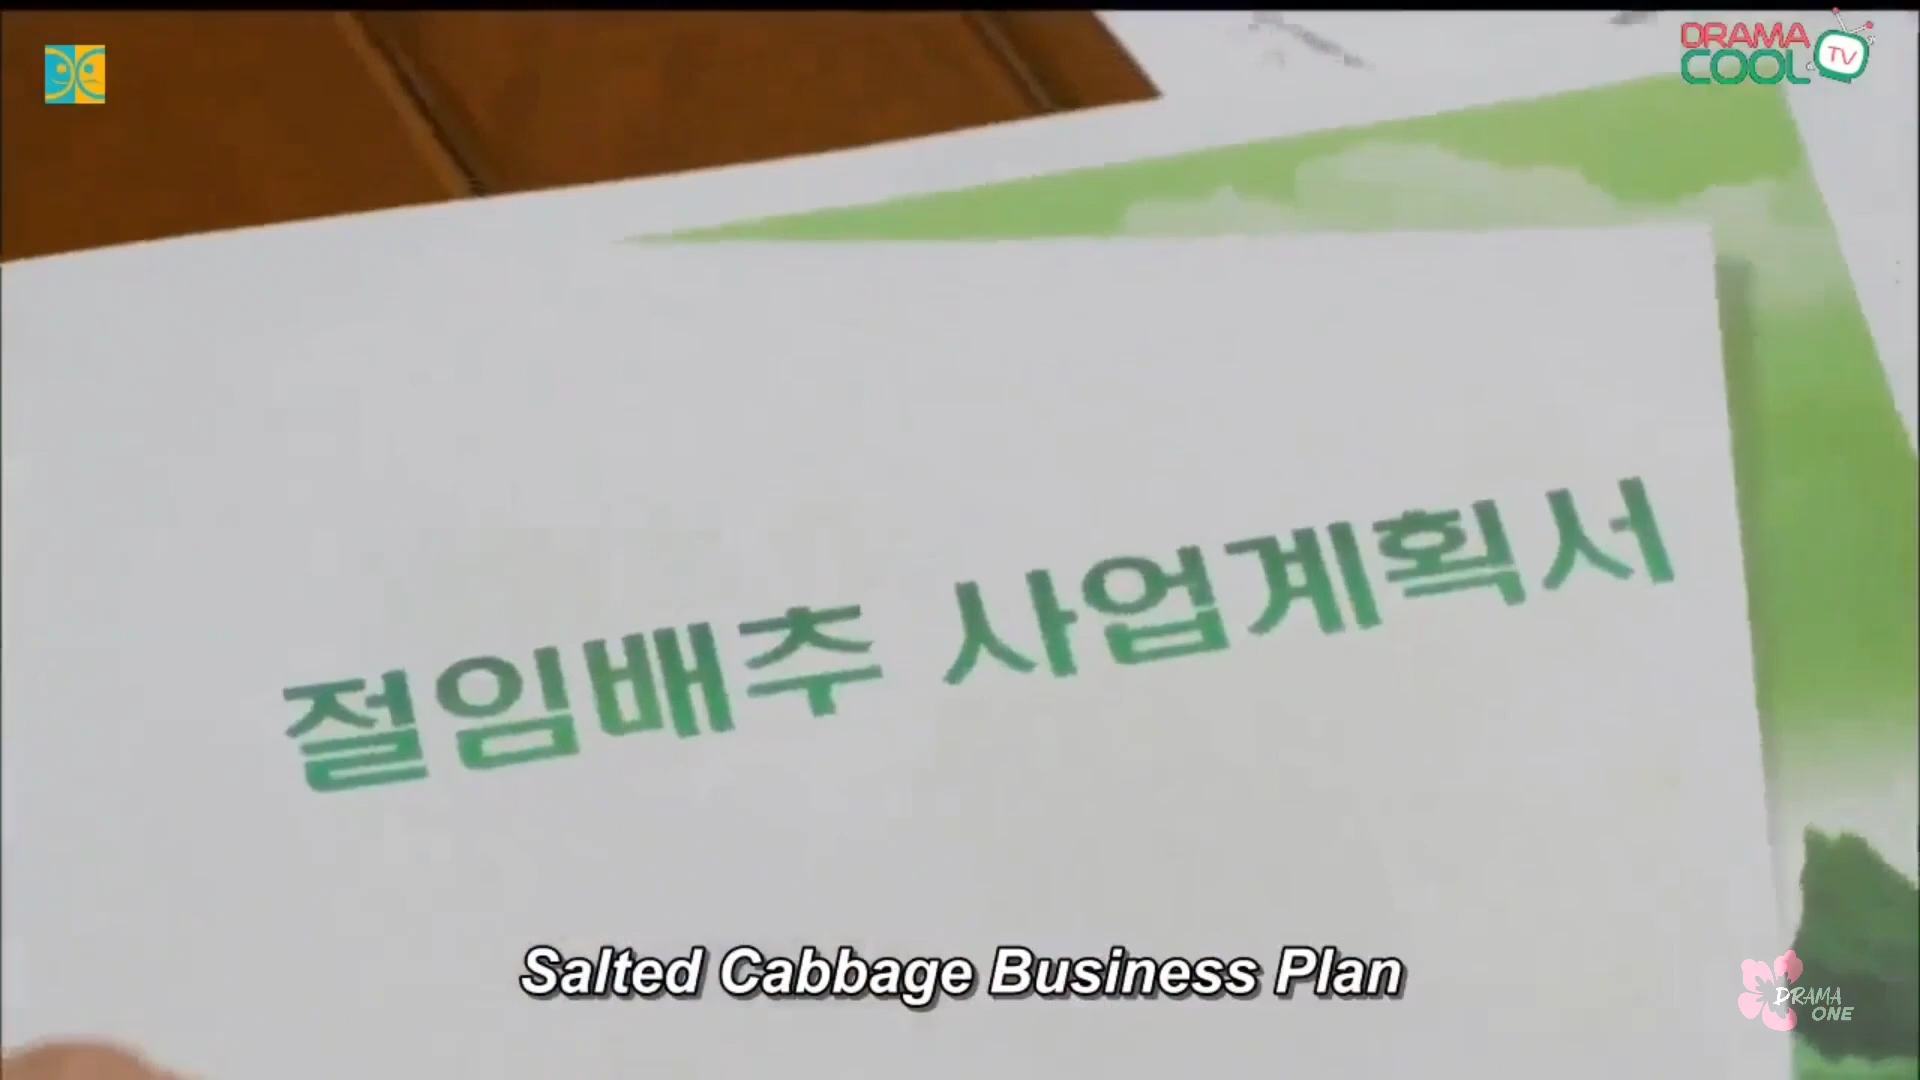 DRAMA
COOL TV
절임배추 사업계획서
Salted Cabbage Business Plan
DRAMA
ONE